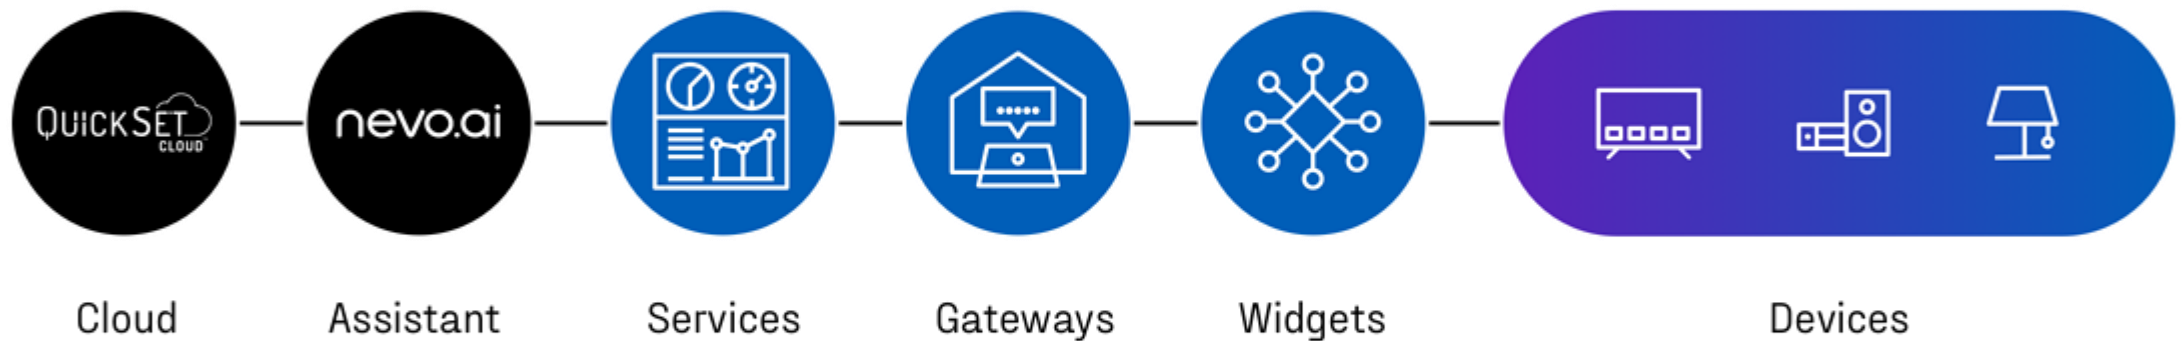 QUICKSET
CLOUD
nevo.ai
Cloud
Assistant
Services
Gateways
Widgets
Devices